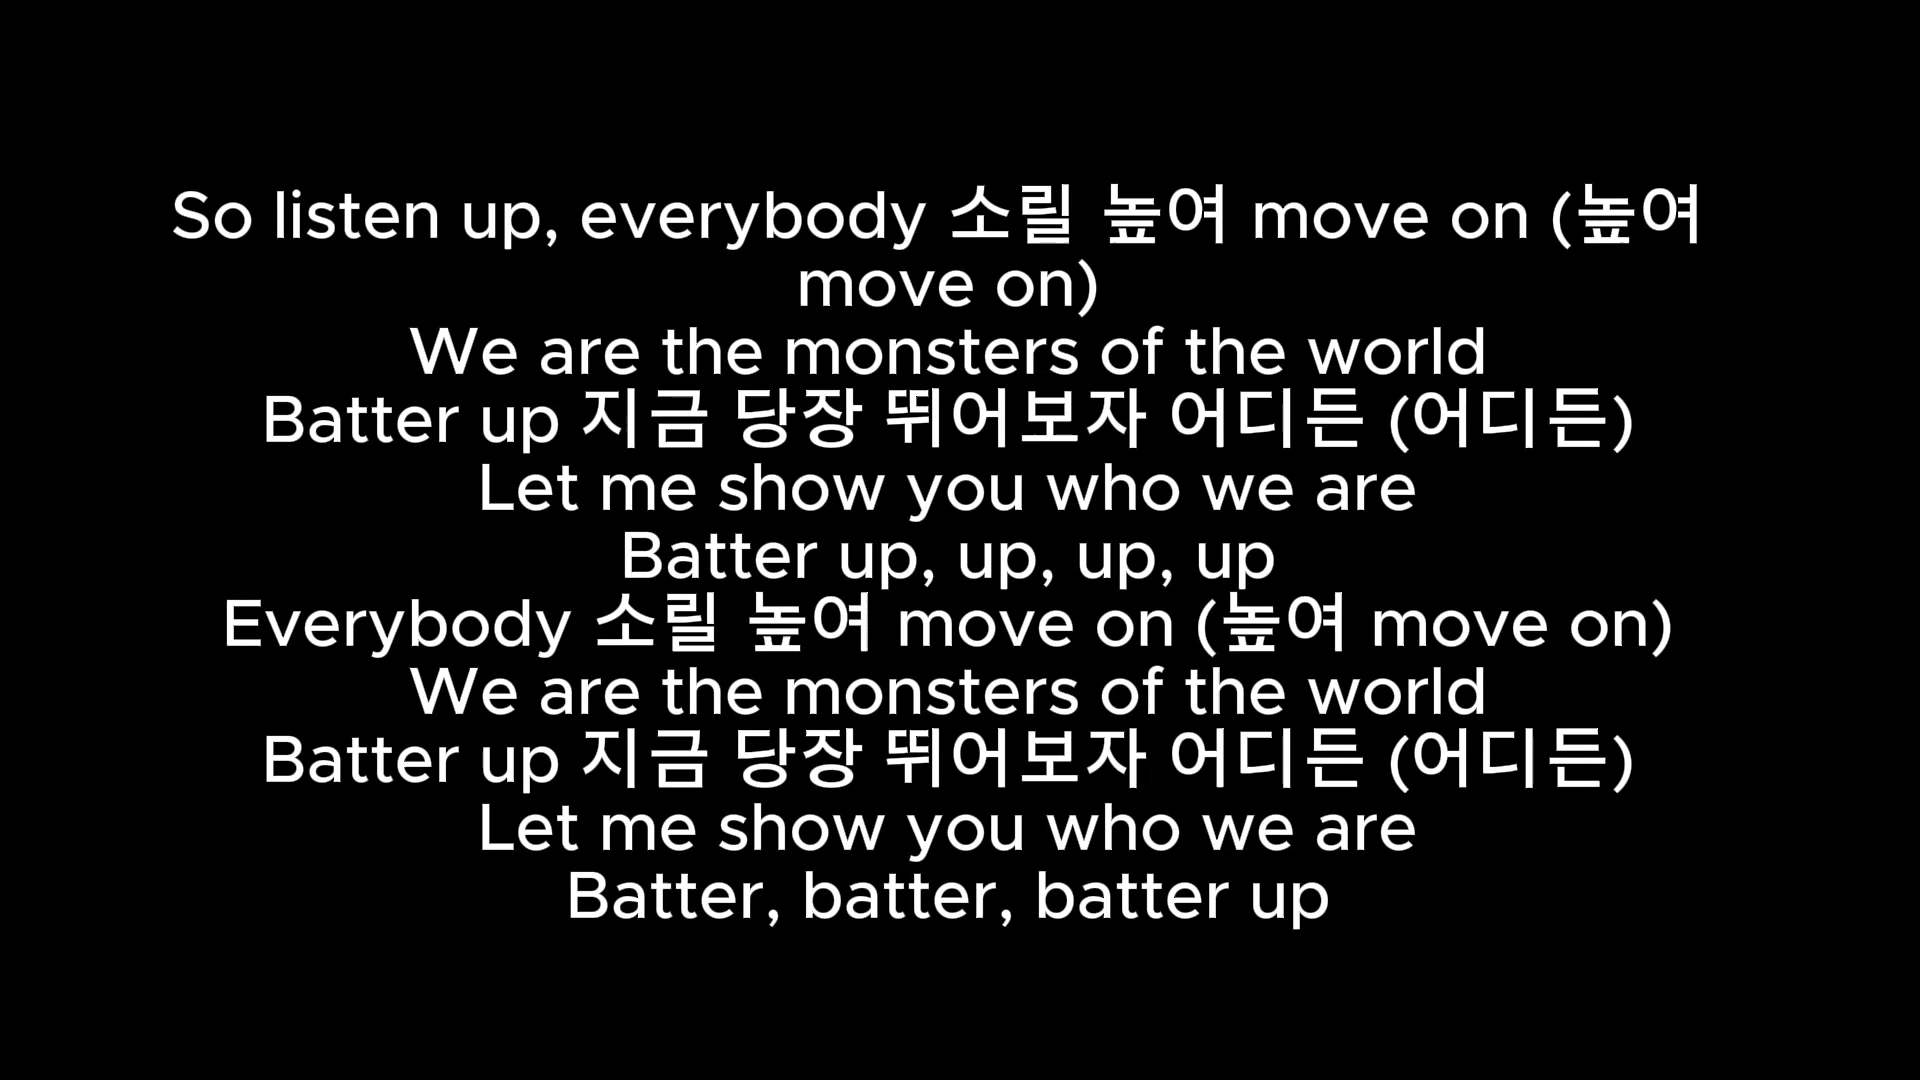 So listen up, everybody 소릴 높여 move on (높여
move on)
We are the monsters of the world
Batter up 지금 당장 뛰어보자 어디든 (어디든)
Let me show you who we are
Batter up, up, up, up
Everybody 소릴 높여 move on (높여 move on)
We are the monsters of the world
Batter up 지금 당장 뛰어보자 어디든 (어디든)
Let me show you who we are
Batter, batter, batter up